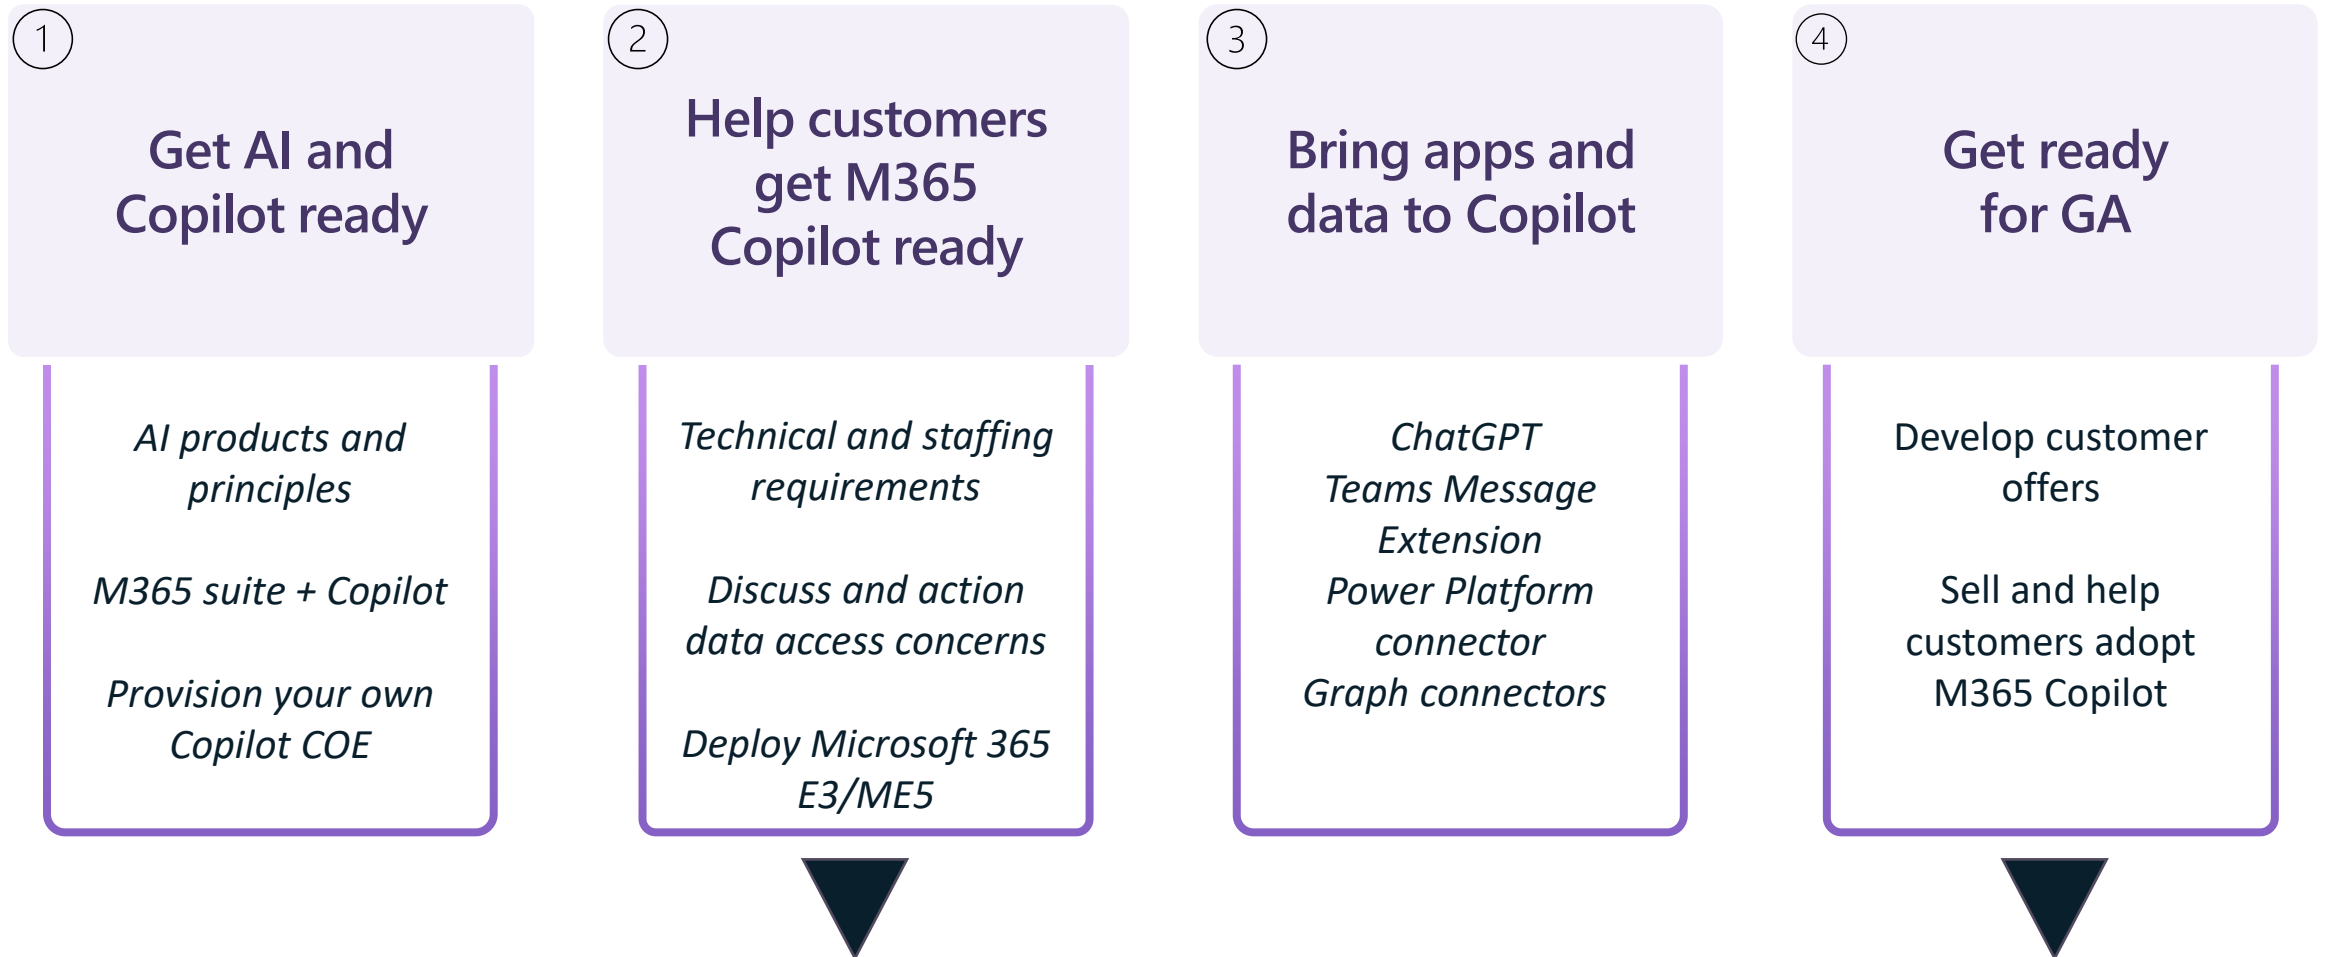 1
Get AI and
Copilot ready
AI products and
principles
M365 suite + Copilot
Provision your own
Copilot COE
2
Help customers
get M365
Copilot ready
Technical and staffing
requirements
Discuss and action
data access concerns
Deploy Microsoft 365
E3/ME5
3
Bring apps and
data to Copilot
ChatGPT
Teams Message
Extension
Power Platform
connector
Graph connectors
4
Get ready
for GA
Develop customer
offers
Sell and help
customers adopt
M365 Copilot